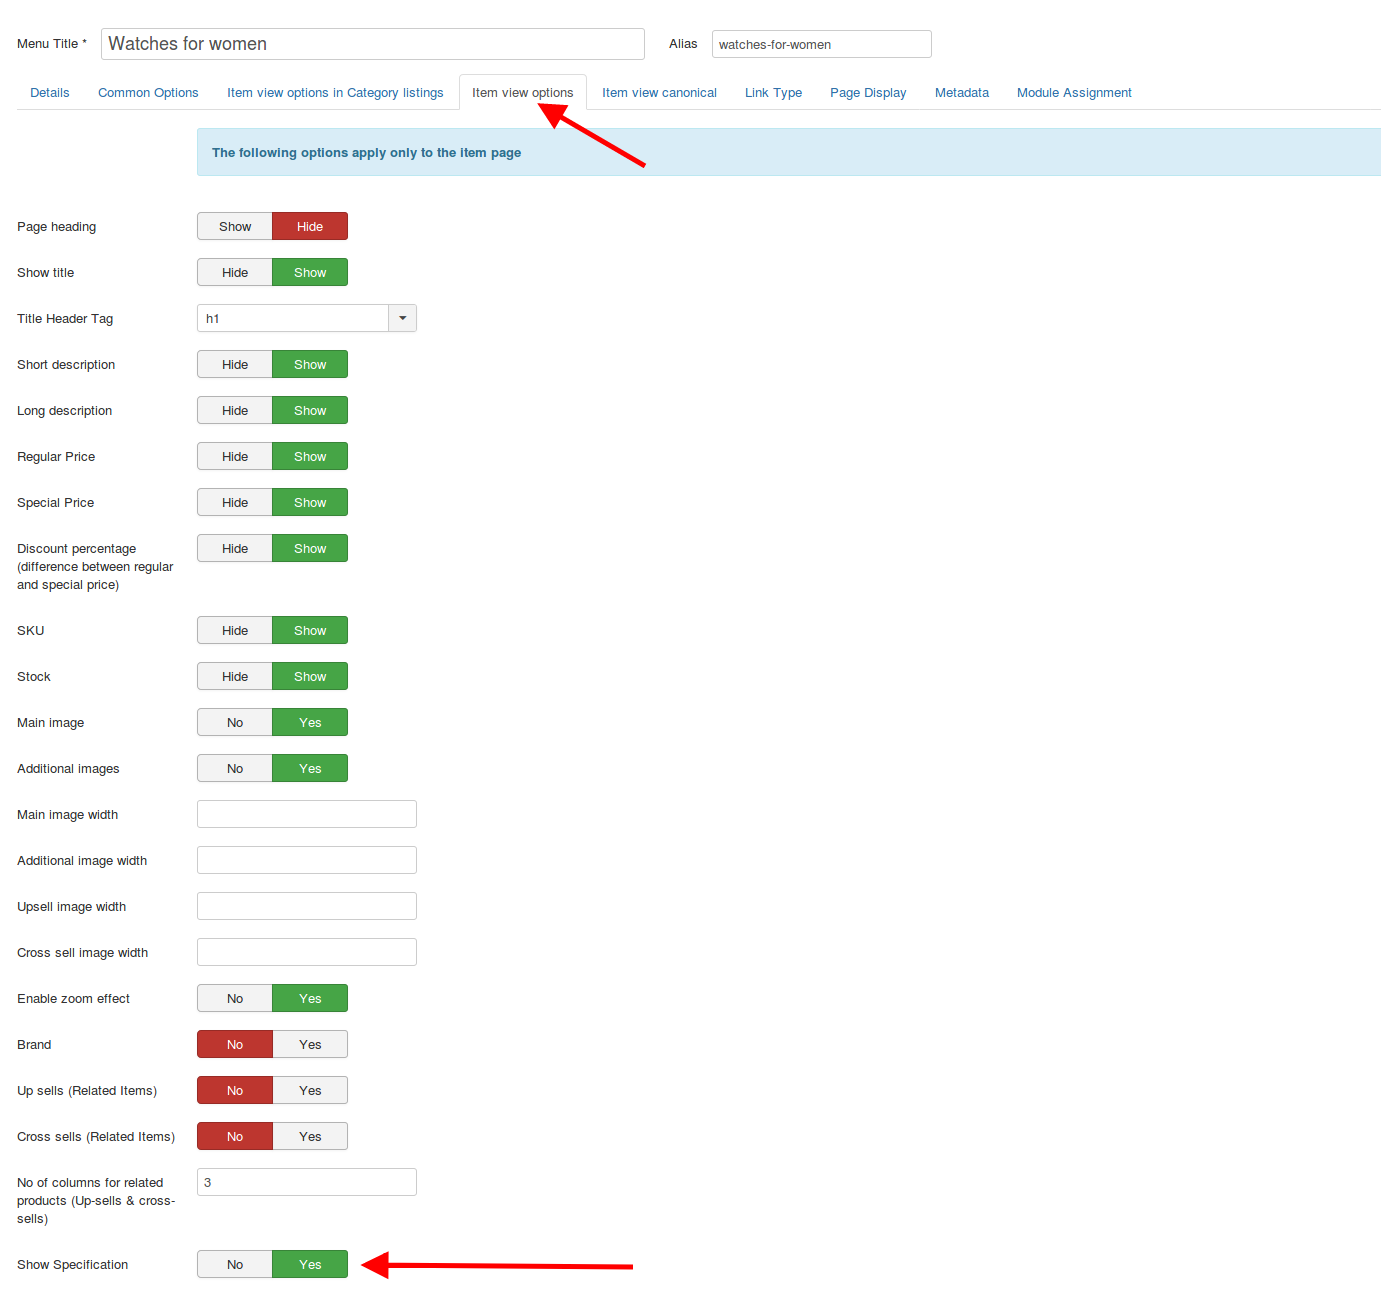 Menu Title * Watches for women Alias watches-for-women
Details Common Options Item view options in Category listings Item view options Item view canonical Link Type Page Display Metadata Module Assignment
The following options apply only to the item page
Page heading Show Hide
Show title Hide Show
Title Header Tag h1
Short description Hide Show
Long description Hide Show
Regular Price Hide Show
Special Price Hide Show
Discount percentage Hide Show
(difference between regular
and special price)
SKU Hide Show
Stock Hide Show
Main image No Yes
Additional images No Yes
Main image width
Additional image width
Upsell image width
Cross sell image width
Enable zoom effect No Yes
Brand No Yes
Up sells (Related Items) No Yes
Cross sells (Related Items) No Yes
No of columns for related 3
products (Up-sells & cross-
sells)
Show Specification No Yes